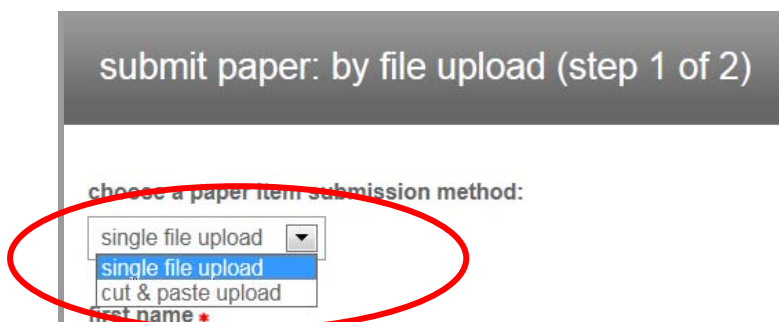 submit paper: by file upload (step 1 of 2)
choose a paper item submission method:
single file upload
single file upload
cut & paste upload
first name *